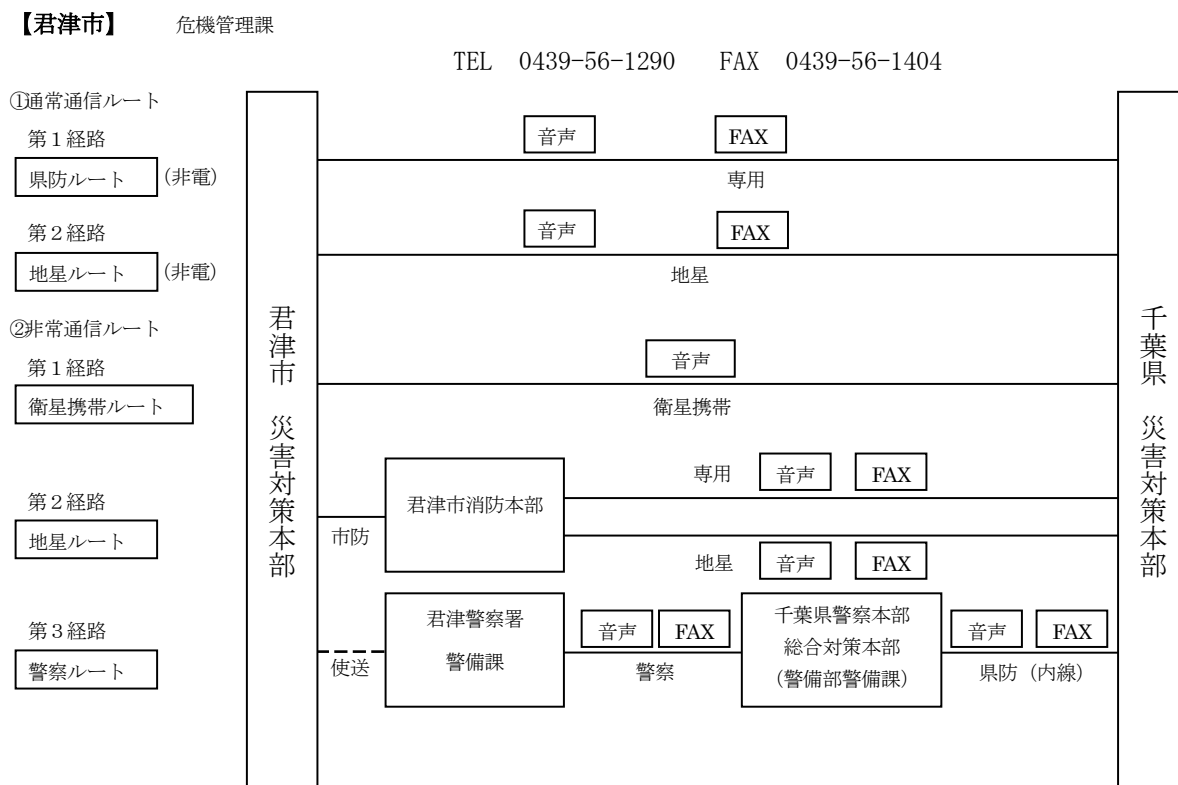 【君津市】　危機管理課
TEL　0439-56-1290　FAX　0439-56-1404
①通常通信ルート
第１経路
県防ルート
(非電)
音声
FAX
専用
第２経路
地星ルート
(非電)
音声
FAX
地星
君津市　災害対策本部
千葉県　災害対策本部
②非常通信ルート
第１経路
衛星携帯ルート
音声
衛星携帯
第２経路
地星ルート
市防
君津市消防本部
専用
音声
FAX
地星
音声
FAX
第３経路
警察ルート
使送
君津警察署
警備課
音声
FAX
警察
千葉県警察本部
総合対策本部
(警備部警備課)
音声
FAX
県防（内線）